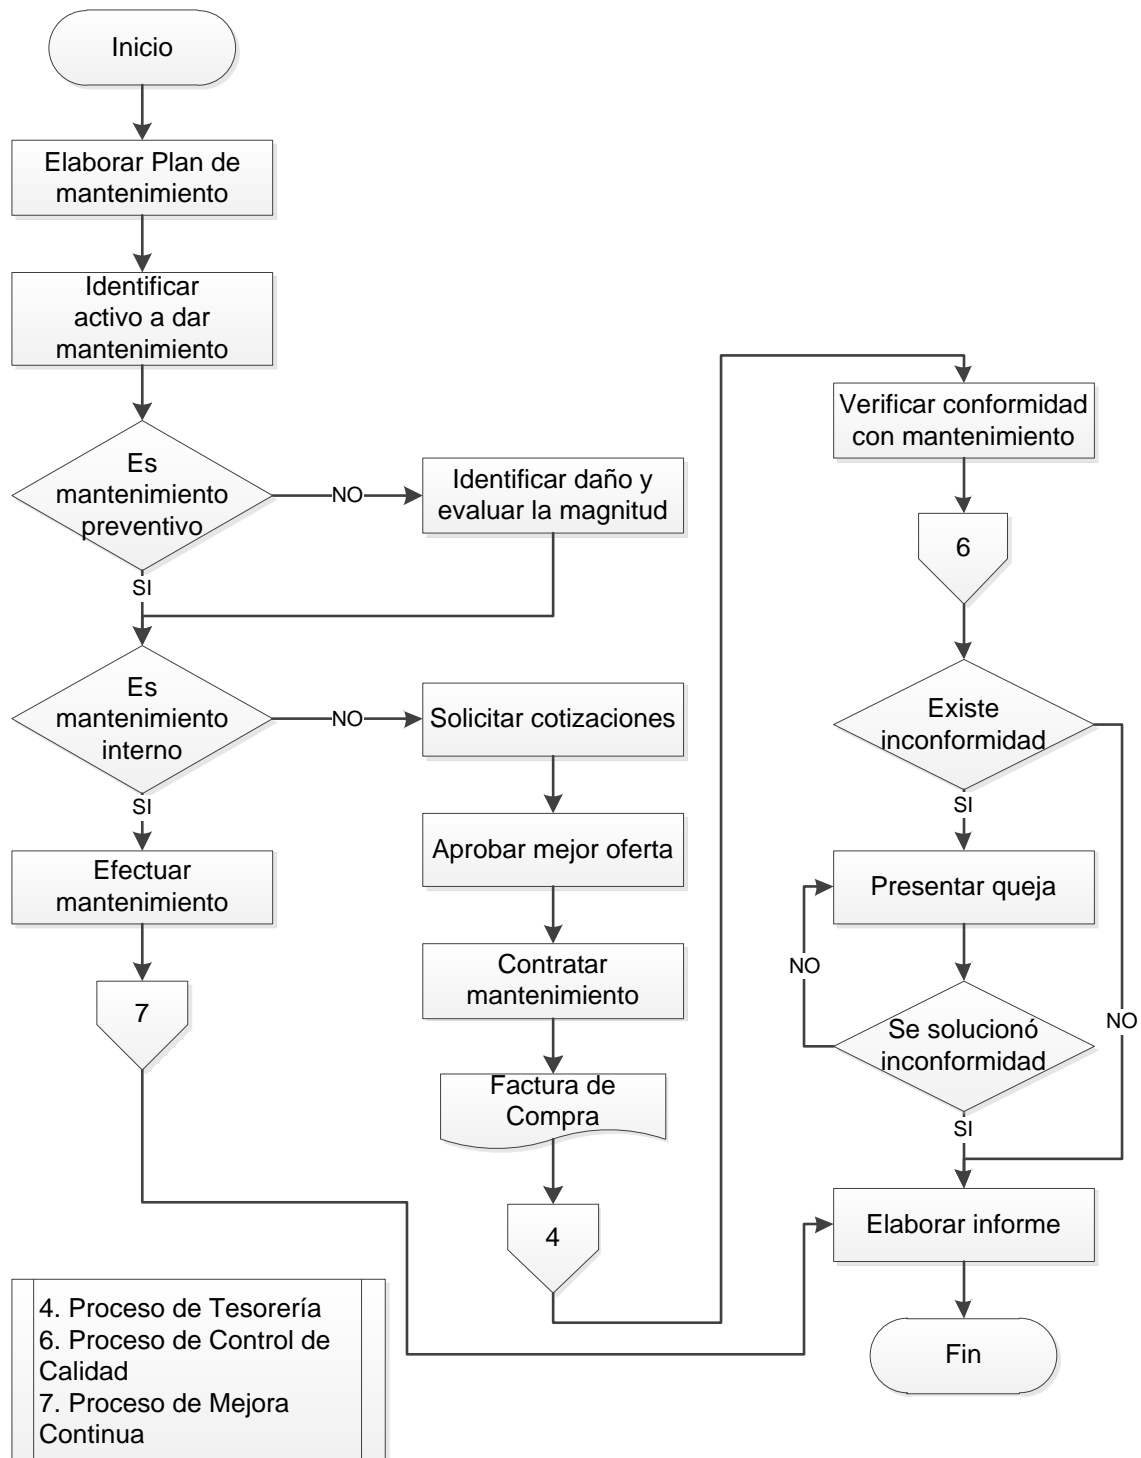 Inicio
Elaborar Plan de
mantenimiento
Identificar
activo a dar
mantenimiento
Es
mantenimiento
preventivo
NO
Identificar daño y
evaluar la magnitud
SI
Es
mantenimiento
interno
NO
Solicitar cotizaciones
SI
Efectuar
mantenimiento
7
Aprobar mejor oferta
Contratar
mantenimiento
Factura de
Compra
4
Verificar conformidad
con mantenimiento
6
Existe
inconformidad
SI
Presentar queja
NO
Se solucionó
inconformidad
NO
SI
Elaborar informe
Fin
4. Proceso de Tesorería
6. Proceso de Control de
Calidad
7. Proceso de Mejora
Continua